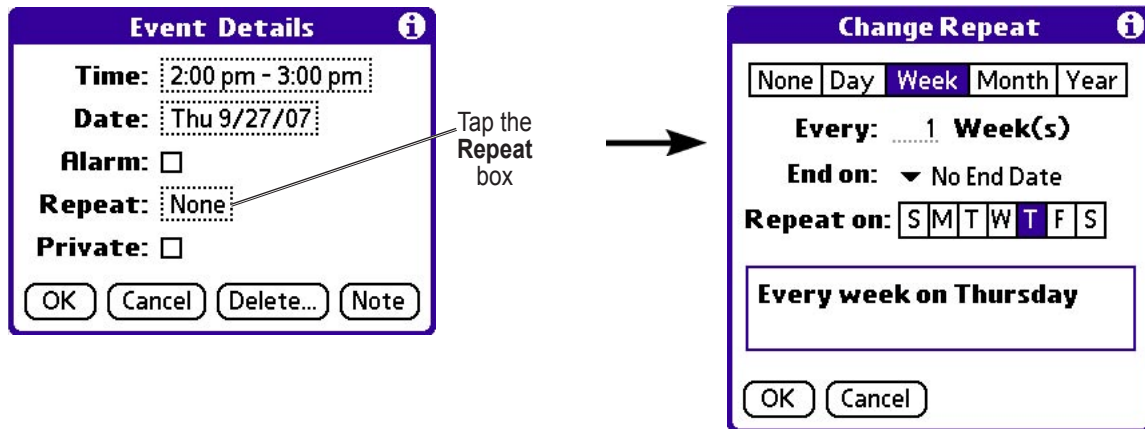 Event Details
Time: 2:00 pm - 3:00 pm
Date: Thu 9/27/07
Alarm:
Repeat: None
Private:
OK Cancel Delete... Note
Tap the
Repeat
box
Change Repeat
None Day Week Month Year
Every: 1 Week(s)
End on: No End Date
Repeat on: S M T W T F S
Every week on Thursday
OK Cancel